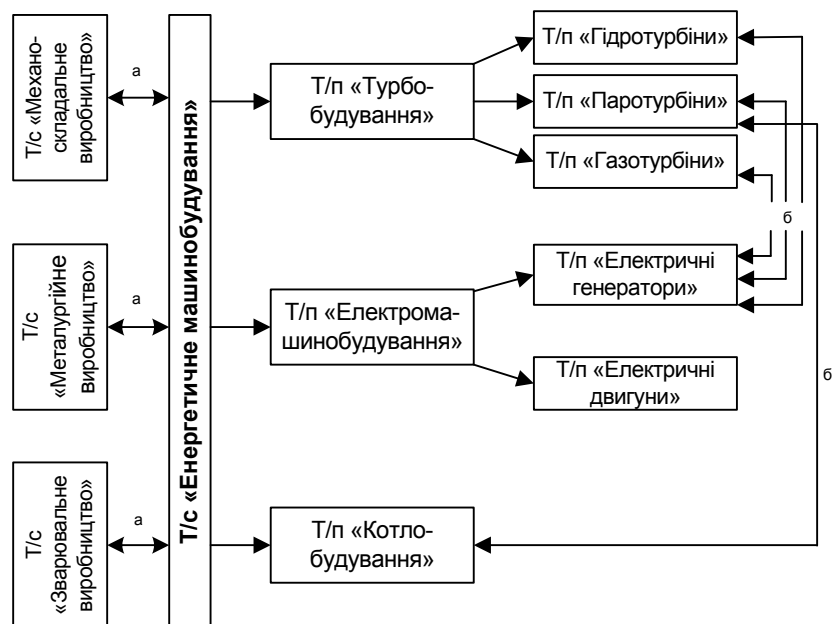 Т/с «Механо-
складальне
виробництво»
а
Т/с
«Металургійне
виробництво»
а
Т/с
«Зварювальне
виробництво»
а
Т/с «Енергетичне машинобудування»
Т/п «Турбо-
будування»
Т/п «Гідротурбіни»
Т/п «Паротурбіни»
Т/п «Газотурбіни»
б
Т/п «Електрома-
шинобудування»
Т/п «Електричні
генератори»
Т/п «Електричні
двигуни»
б
Т/п «Котло-
будування»